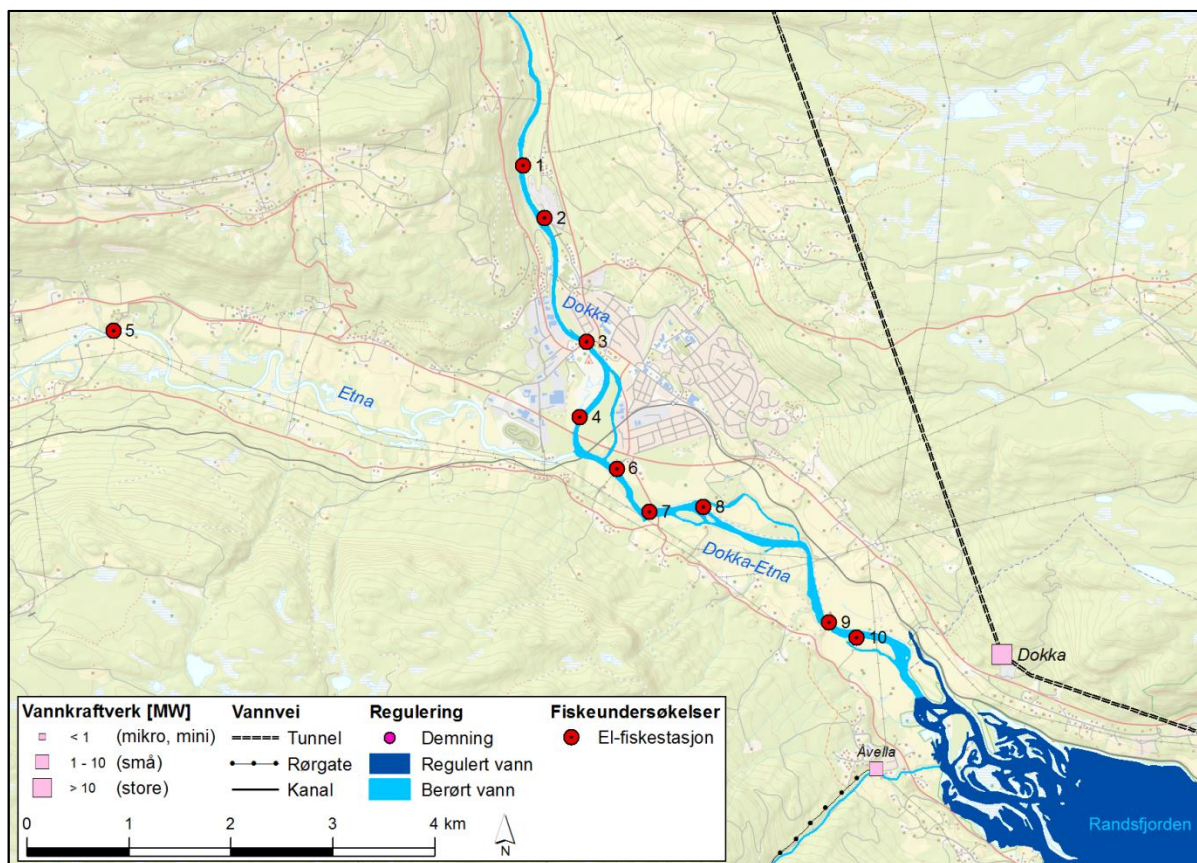 1
2
Dokka
3
5
Etna
4
6
7
8
Dokka-Etna
9
10
Dokka
Åvella
Randsfjorden
Vannkraftverk [MW] Vannvei Regulering Fiskeundersøkelser
< 1 (mikro, mini) Tunnel Demning El-fiskestasjon
1 - 10 (små) Rørgate Regulert vann
> 10 (store) Kanal Berørt vann
0 1 2 3 4 km
N